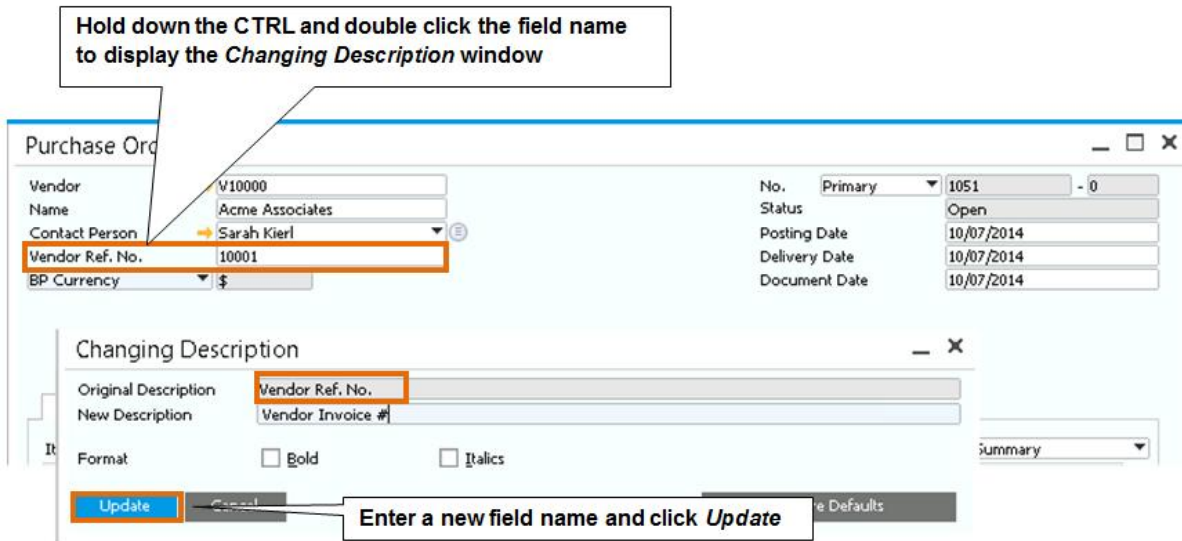 Hold down the CTRL and double click the field name
to display the Changing Description window
Purchase Ord
Vendor V10000 No. Primary 1051 - 0
Name Acme Associates Status Open
Contact Person Sarah Kierl Posting Date 10/07/2014
Vendor Ref. No. 10001 Delivery Date 10/07/2014
BP Currency $ Document Date 10/07/2014
Changing Description
Original Description Vendor Ref. No.
New Description Vendor Invoice #
It Summary
Format Bold Italics
Update Cancel Defaults
Enter a new field name and click Update